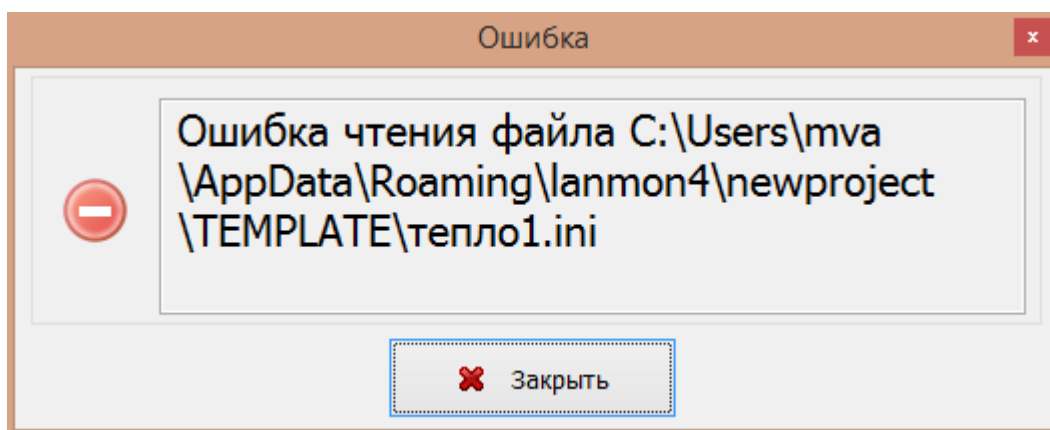 Ошибка
Ошибка чтения файла C:\Users\mva
\AppData\Roaming\lanmon4\newproject
\TEMPLATE\тепло1.ini
Закрыть